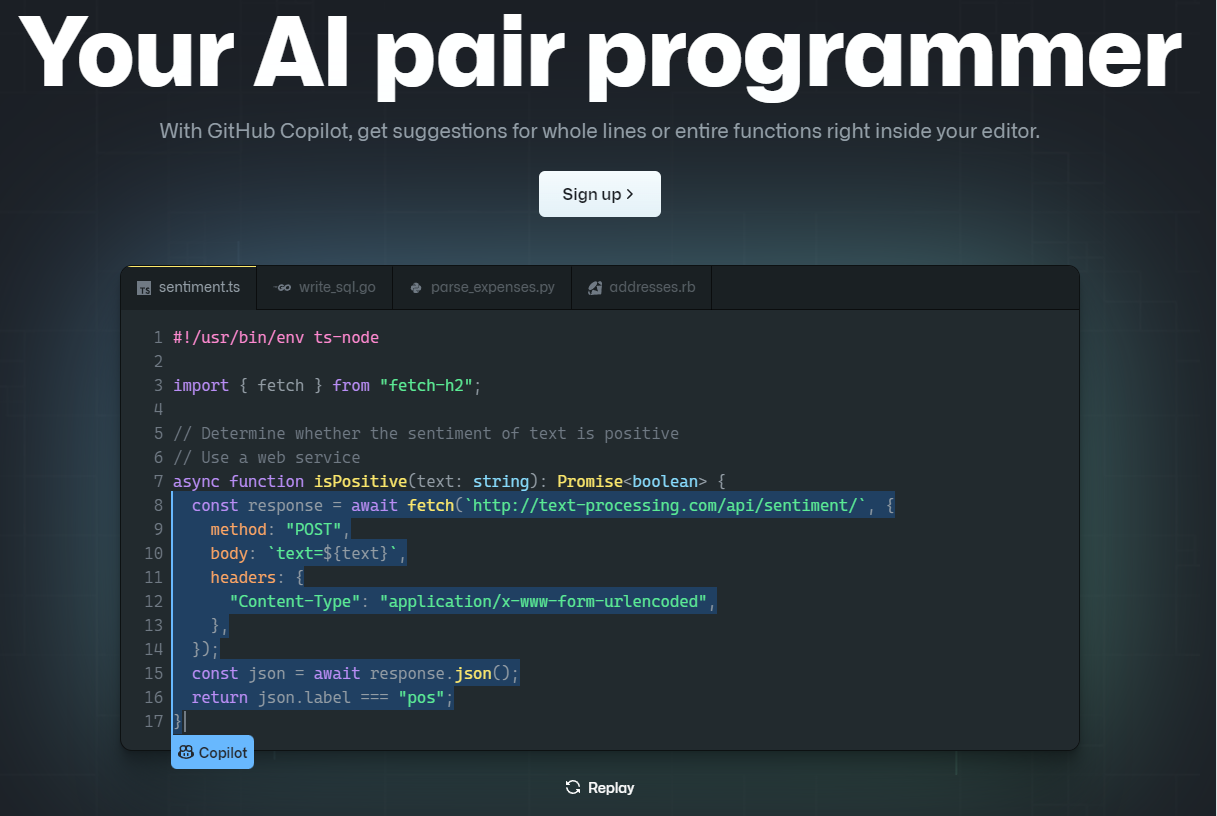 Your AI pair programmer
With GitHub Copilot, get suggestions for whole lines or entire functions right inside your editor.
Sign up >
TS sentiment.ts GO write_sql.go parse_expenses.py addresses.rb
1 #!/usr/bin/env ts-node
2
3 import { fetch } from "fetch-h2";
4
5 // Determine whether the sentiment of text is positive
6 // Use a web service
7 async function isPositive(text: string): Promise<boolean> {
8   const response = await fetch(`http://text-processing.com/api/sentiment/`, {
9     method: "POST",
10     body: `text=${text}`,
11     headers: {
12       "Content-Type": "application/x-www-form-urlencoded",
13     },
14   });
15   const json = await response.json();
16   return json.label === "pos";
17 }
Copilot
Replay